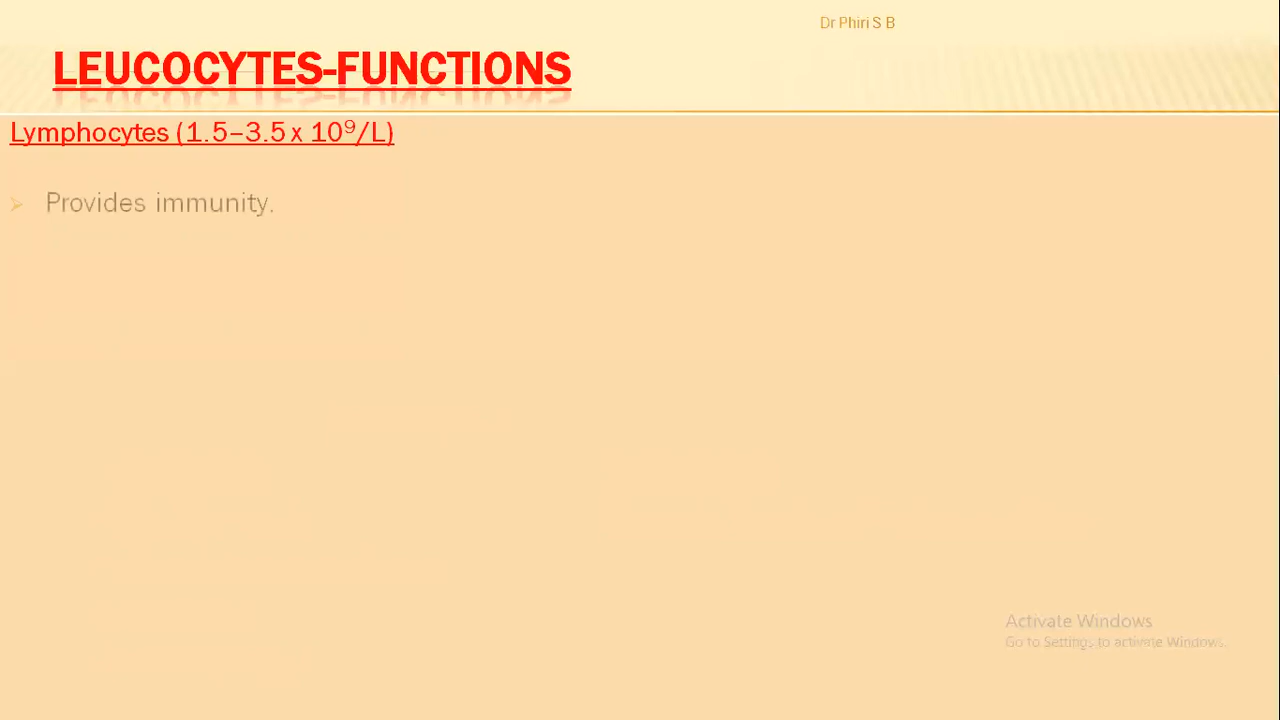 Dr Phiri S B
LEUCOCYTES-FUNCTIONS
Lymphocytes (1.5–3.5 x 10⁹/L)
➢ Provides immunity.
Activate Windows
Go to Settings to activate Windows.